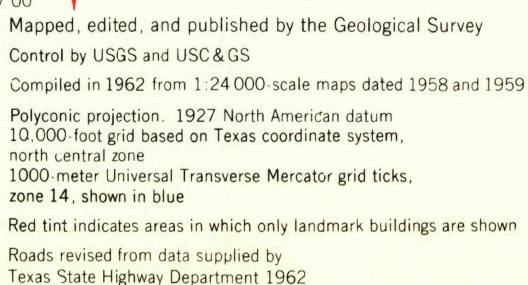 00
Mapped, edited, and published by the Geological Survey
Control by USGS and USC&GS
Compiled in 1962 from 1:24 000-scale maps dated 1958 and 1959
Polyconic projection. 1927 North American datum
10,000-foot grid based on Texas coordinate system,
north central zone
1000-meter Universal Transverse Mercator grid ticks,
zone 14, shown in blue
Red tint indicates areas in which only landmark buildings are shown
Roads revised from data supplied by
Texas State Highway Department 1962